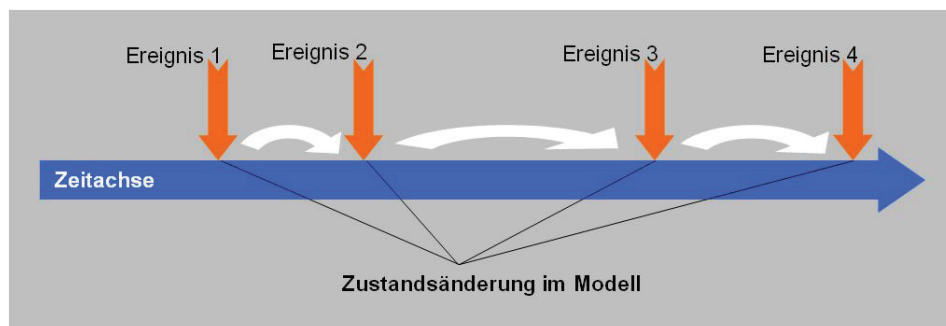 Ereignis 1
Ereignis 2
Ereignis 3
Ereignis 4
Zeitachse
Zustandsänderung im Modell